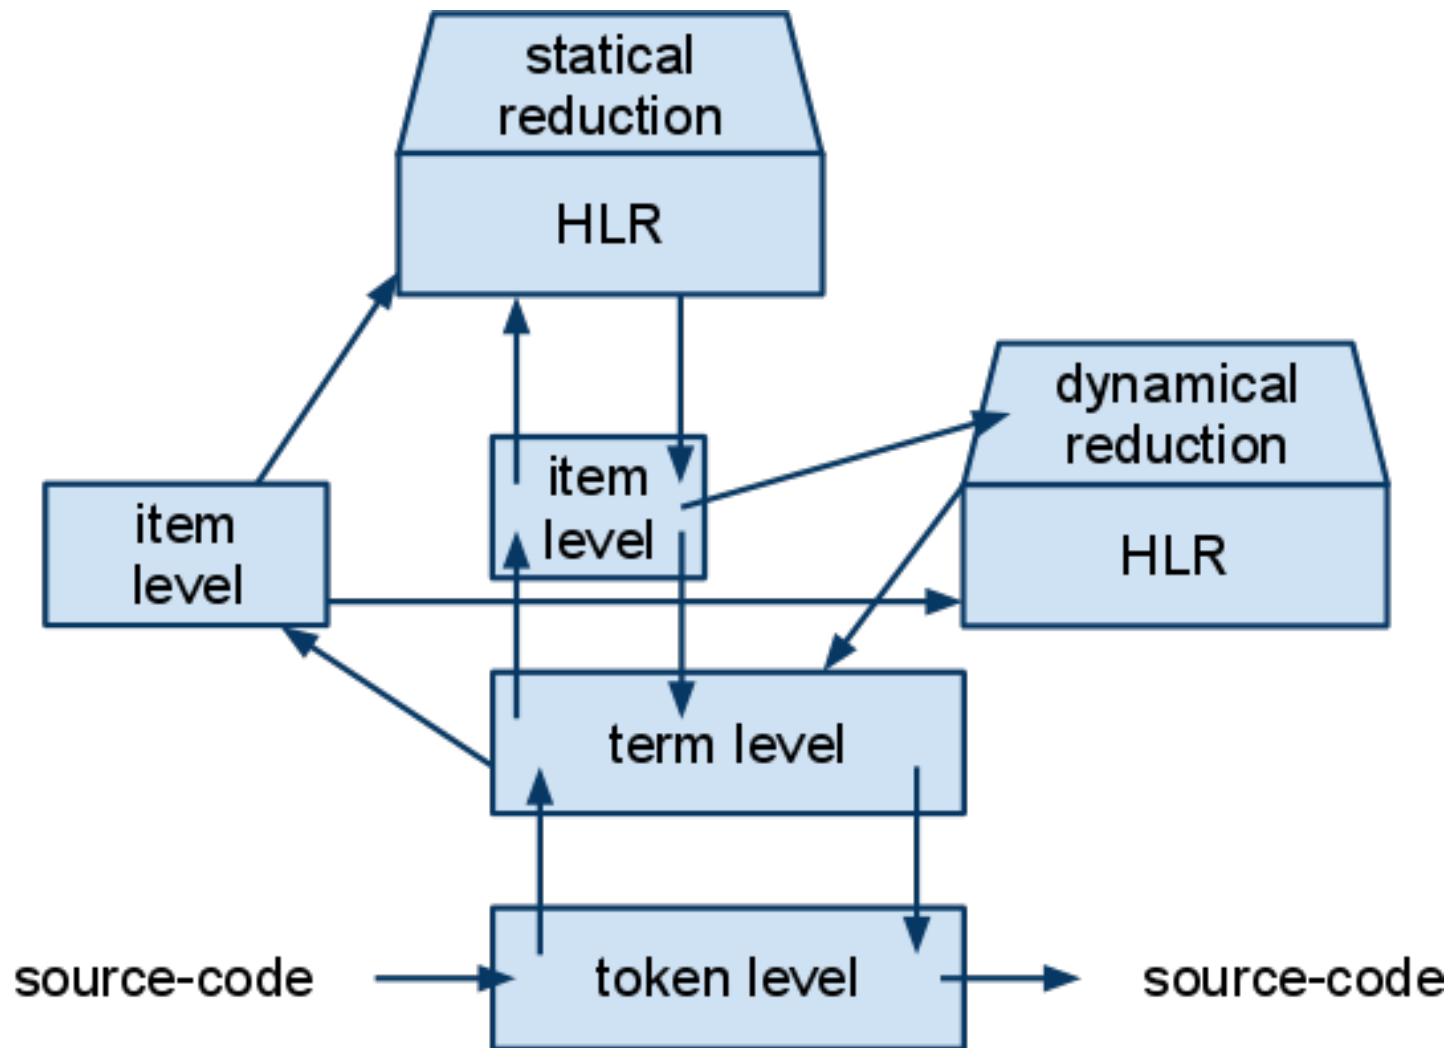 statical
reduction
HLR
dynamical
reduction
HLR
item
level
item
level
term level
source-code
token level
source-code